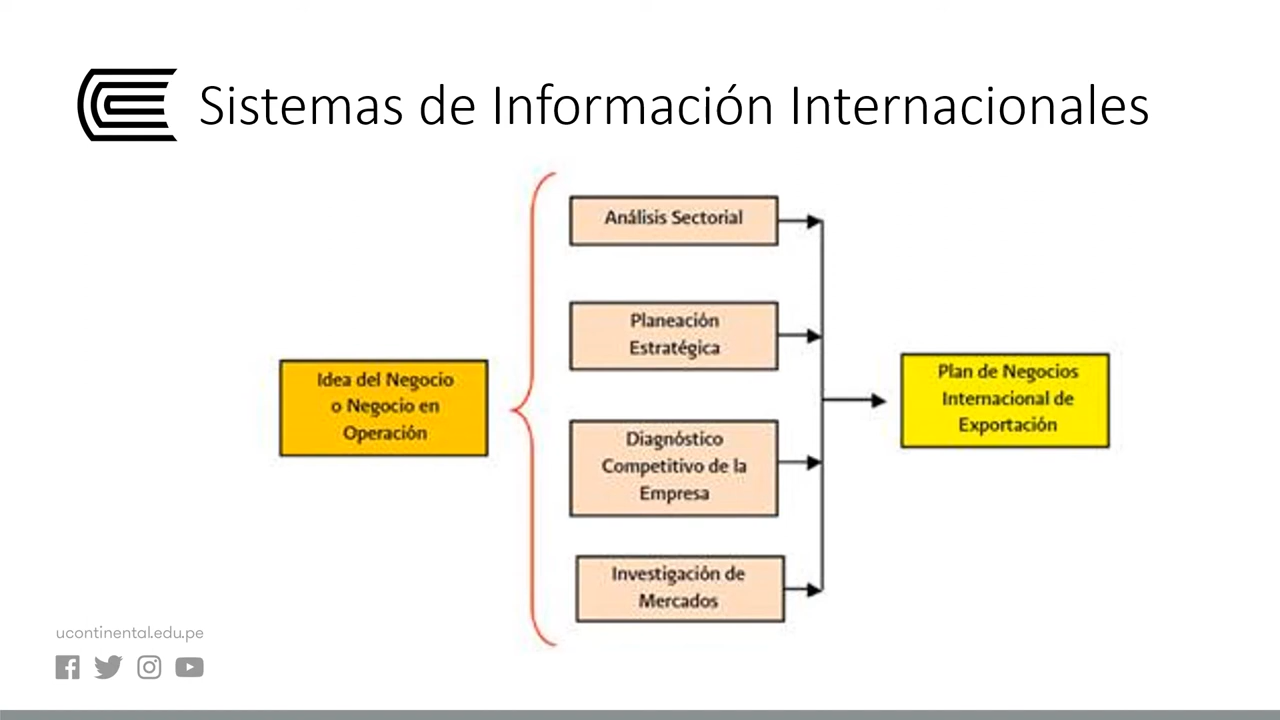 Sistemas de Información Internacionales
Análisis Sectorial
Planeación
Estratégica
Idea del Negocio
o Negocio en
Operación
Plan de Negocios
Internacional de
Exportación
Diagnóstico
Competitivo de la
Empresa
Investigación de
Mercados
ucontinental.edu.pe